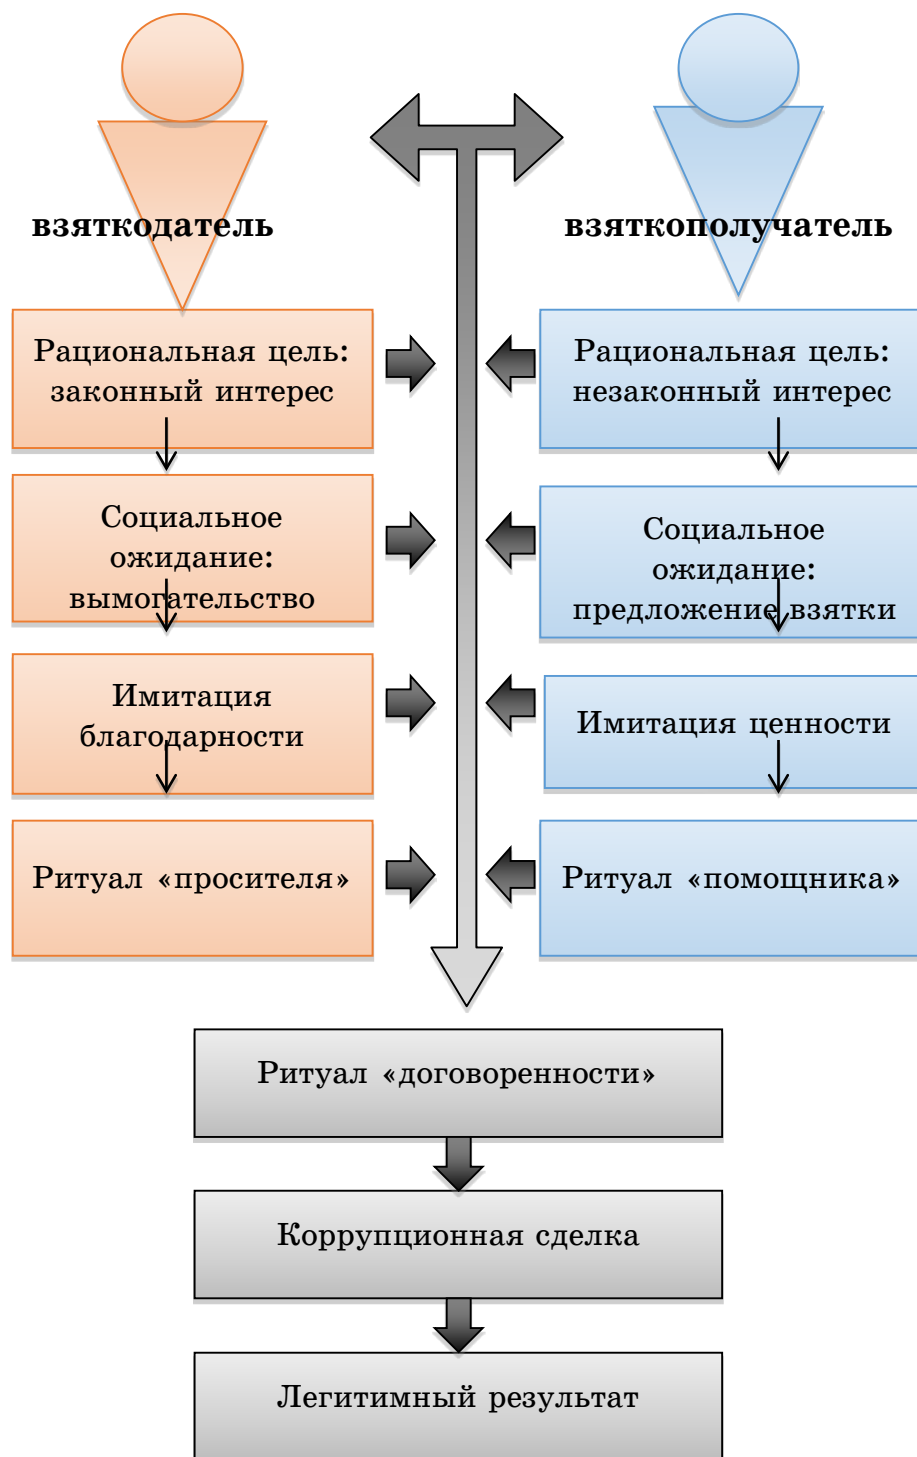 взяткодатель
взяткополучатель
Рациональная цель:
законный интерес
Рациональная цель:
незаконный интерес
Социальное
ожидание:
вымогательство
Социальное
ожидание:
предложение взятки
Имитация
благодарности
Имитация ценности
Ритуал «просителя»
Ритуал «помощника»
Ритуал «договоренности»
Коррупционная сделка
Легитимный результат